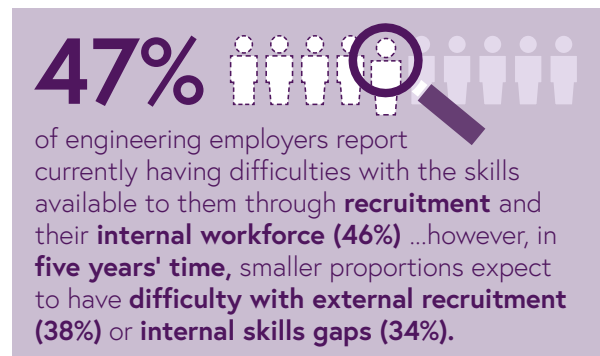 47%
of engineering employers report
currently having difficulties with the skills
available to them through recruitment and
their internal workforce (46%) ...however, in
five years' time, smaller proportions expect
to have difficulty with external recruitment
(38%) or internal skills gaps (34%).